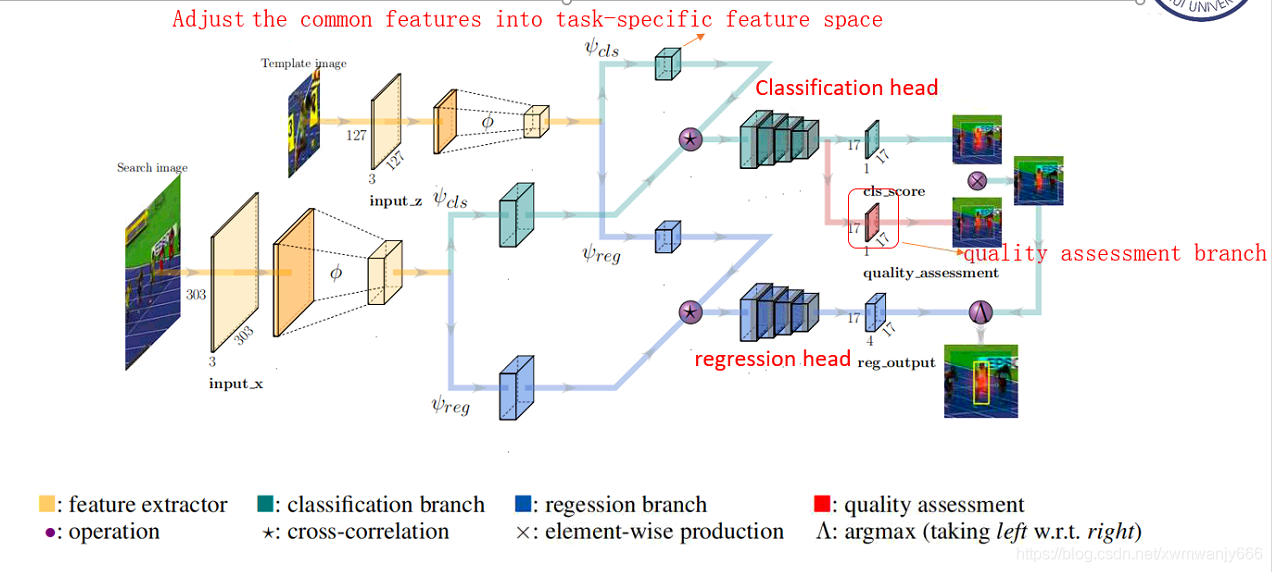 Adjust the common features into task-specific feature space
UI UNIVER
ψcls
Template image
Classification head
ϕ
127
127
3
input_z
17
17
1
cls_score
Search image
ψcls
ψreg
17
17
1
quality assessment branch
quality_assessment
303
303
3
input_x
ϕ
17
17
4
reg_output
regression head
ψreg
: feature extractor
: classification branch
: regession branch
: quality assessment
: operation
⋆: cross-correlation
×: element-wise production
Λ: argmax (taking left w.r.t. right)
https://blog.csdn.net/xwmwanjy666